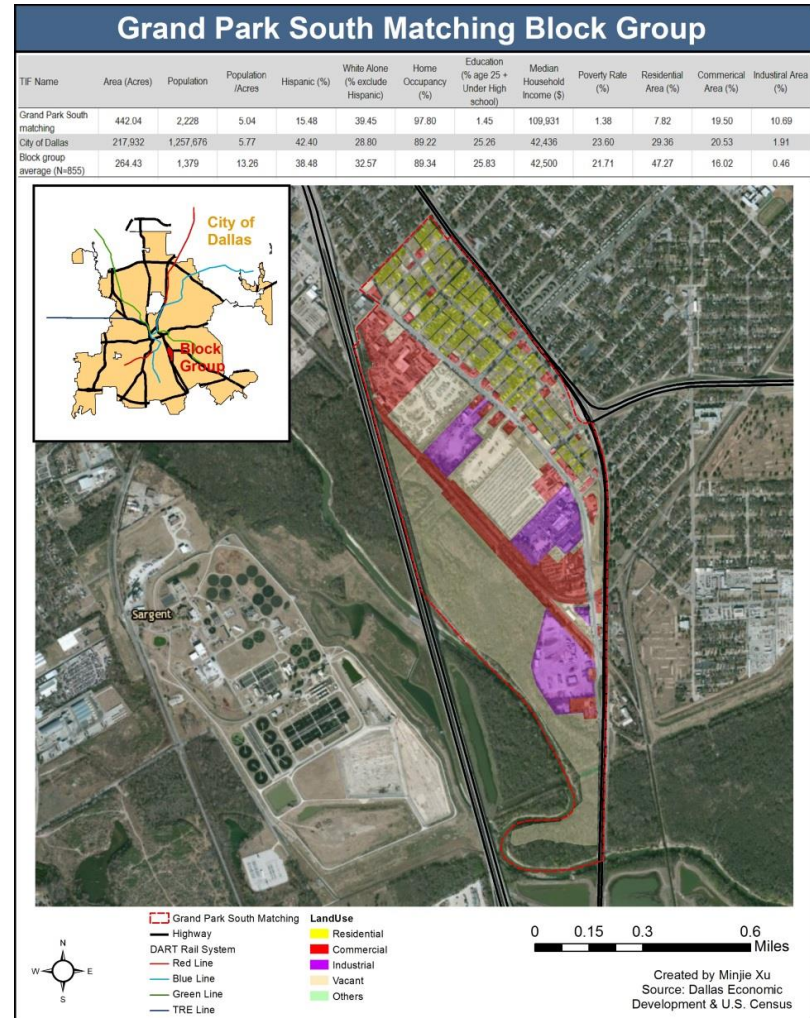 Grand Park South Matching Block Group
TIF Name Area (Acres) Population Population /Acres Hispanic (%) White Alone (% exclude Hispanic) Home Occupancy (%) Education (% age 25 + Under High school) Median Household Income ($) Poverty Rate (%) Residential Area (%) Commerical Area (%) Industiral Area (%)
Grand Park South matching 442.04 2,228 5.04 15.48 39.45 97.80 1.45 109,931 1.38 7.82 19.50 10.69
City of Dallas 217,932 1,257,676 5.77 42.40 28.80 89.22 25.26 42,436 23.60 29.36 20.53 1.91
Block group average (N=855) 264.43 1,379 13.26 38.48 32.57 89.34 25.83 42,500 21.71 47.27 16.02 0.46
City of
Dallas
Block
Group
Sargent
N
W E
S
Grand Park South Matching
Highway
DART Rail System
Red Line
Blue Line
Green Line
TRE Line
LandUse
Residential
Commercial
Industrial
Vacant
Others
0 0.15 0.3 0.6
Miles
Created by Minjie Xu
Source: Dallas Economic
Development & U.S. Census